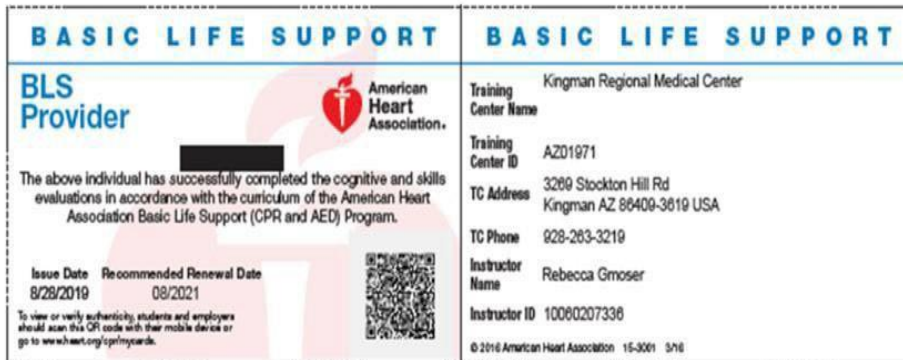 BASIC LIFE SUPPORT
BLS
Provider
American
Heart
Association®
The above individual has successfully completed the cognitive and skills
evaluations in accordance with the curriculum of the American Heart
Association Basic Life Support (CPR and AED) Program.
Issue Date Recommended Renewal Date
8/28/2019 08/2021
To view or verify authenticity, students and employers
should scan this QR code with their mobile device or
go to www.heart.org/cpr/mycards.
BASIC LIFE SUPPORT
Training
Center Name
Kingman Regional Medical Center
Training
Center ID
AZ01971
TC Address
3269 Stockton Hill Rd
Kingman AZ 86409-3619 USA
TC Phone 928-263-3219
Instructor
Name
Rebecca Gmoser
Instructor ID 10060207336
© 2016 American Heart Association 15-3001 3/16